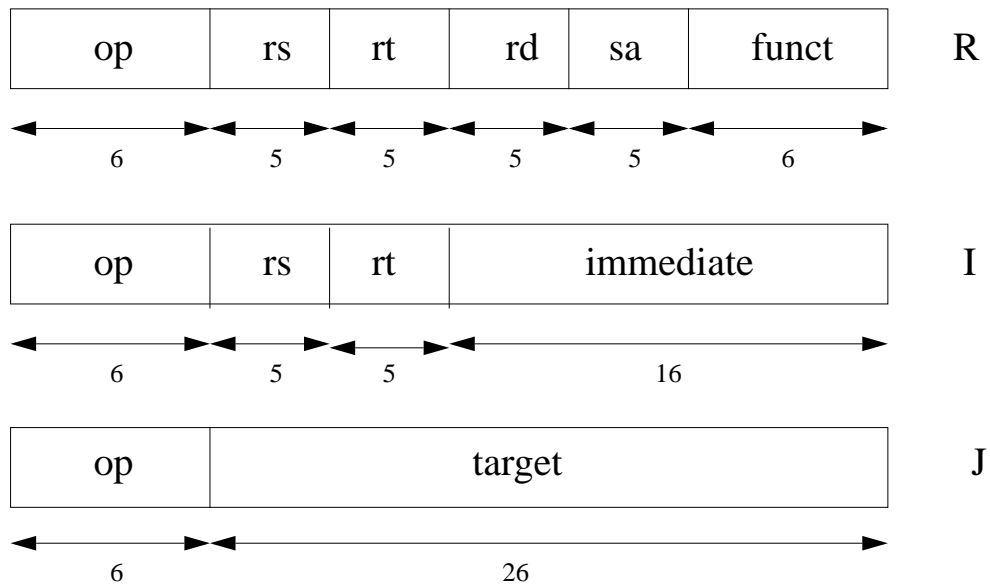 op rs rt rd sa funct R
6 5 5 5 5 6
op rs rt immediate I
6 5 5 16
op target J
6 26